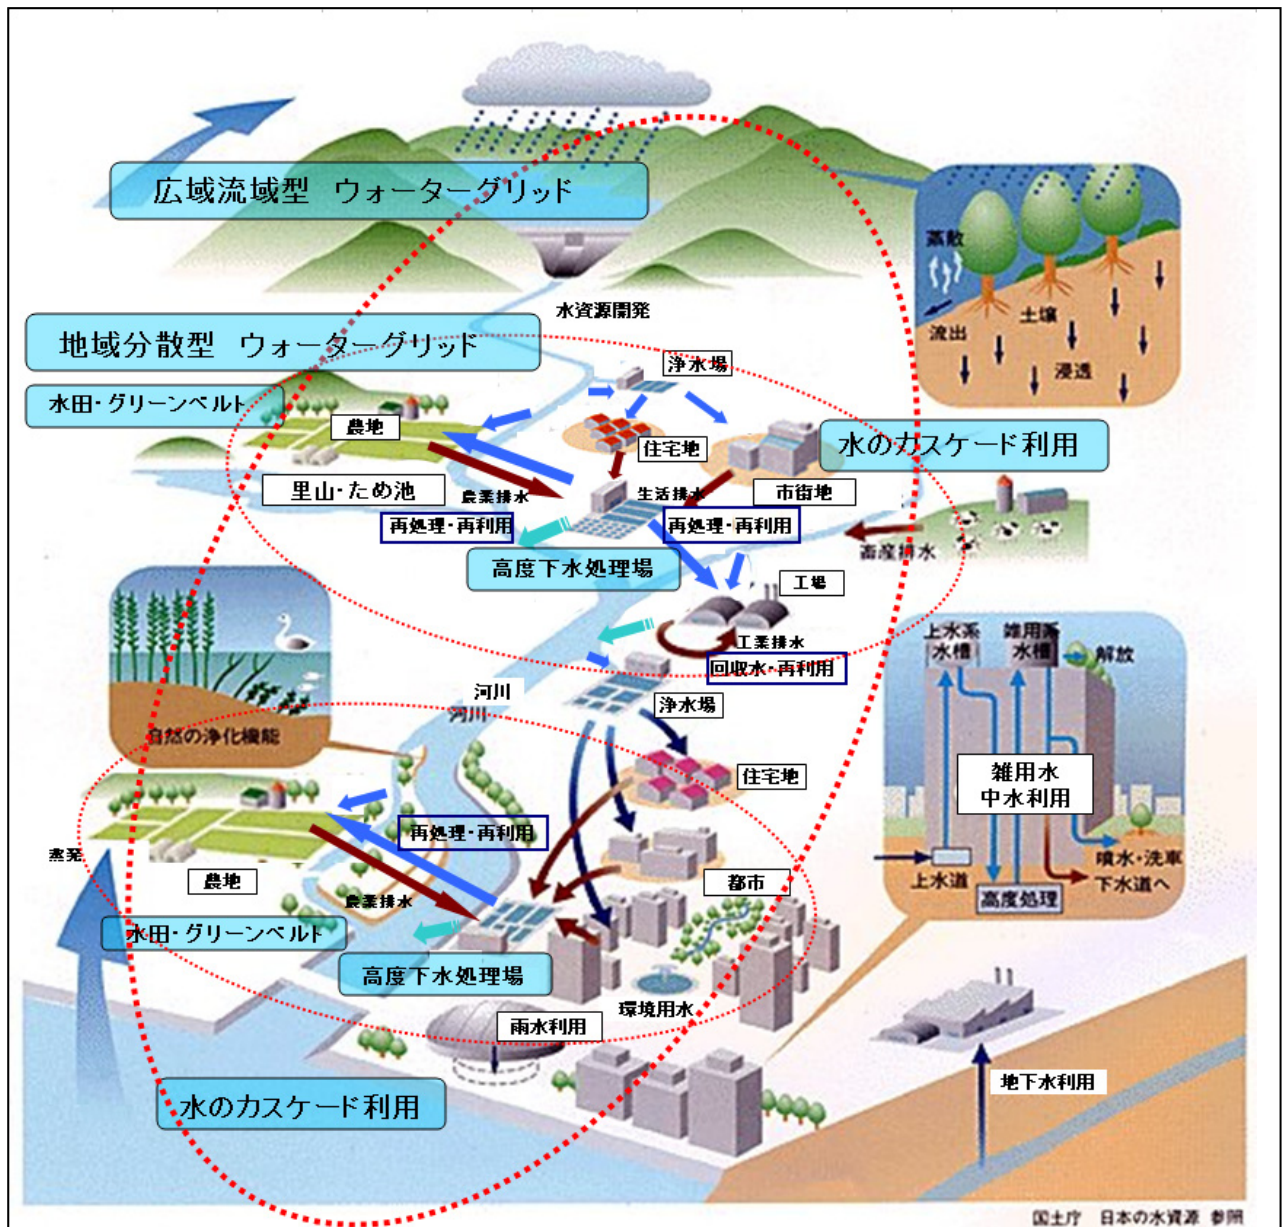 広域流域型 ウォーターグリッド
蒸散
流出
土壌
浸透
水資源開発
地域分散型 ウォーターグリッド
浄水場
水田・グリーンベルト
農地
住宅地
水のカスケード利用
里山・ため池
農業排水
生活排水
市街地
再処理・再利用
再処理・再利用
畜産排水
高度下水処理場
工場
工業排水
回収水・再利用
上水系
水槽
雑用系
水槽
解放
河川
河川
浄水場
自然の浄化機能
住宅地
雑用水
中水利用
再処理・再利用
蒸発
農地
都市
噴水・洗車
上水道
下水道へ
高度処理
農業排水
水田・グリーンベルト
高度下水処理場
環境用水
雨水利用
地下水利用
水のカスケード利用
国土庁 日本の水資源 参照